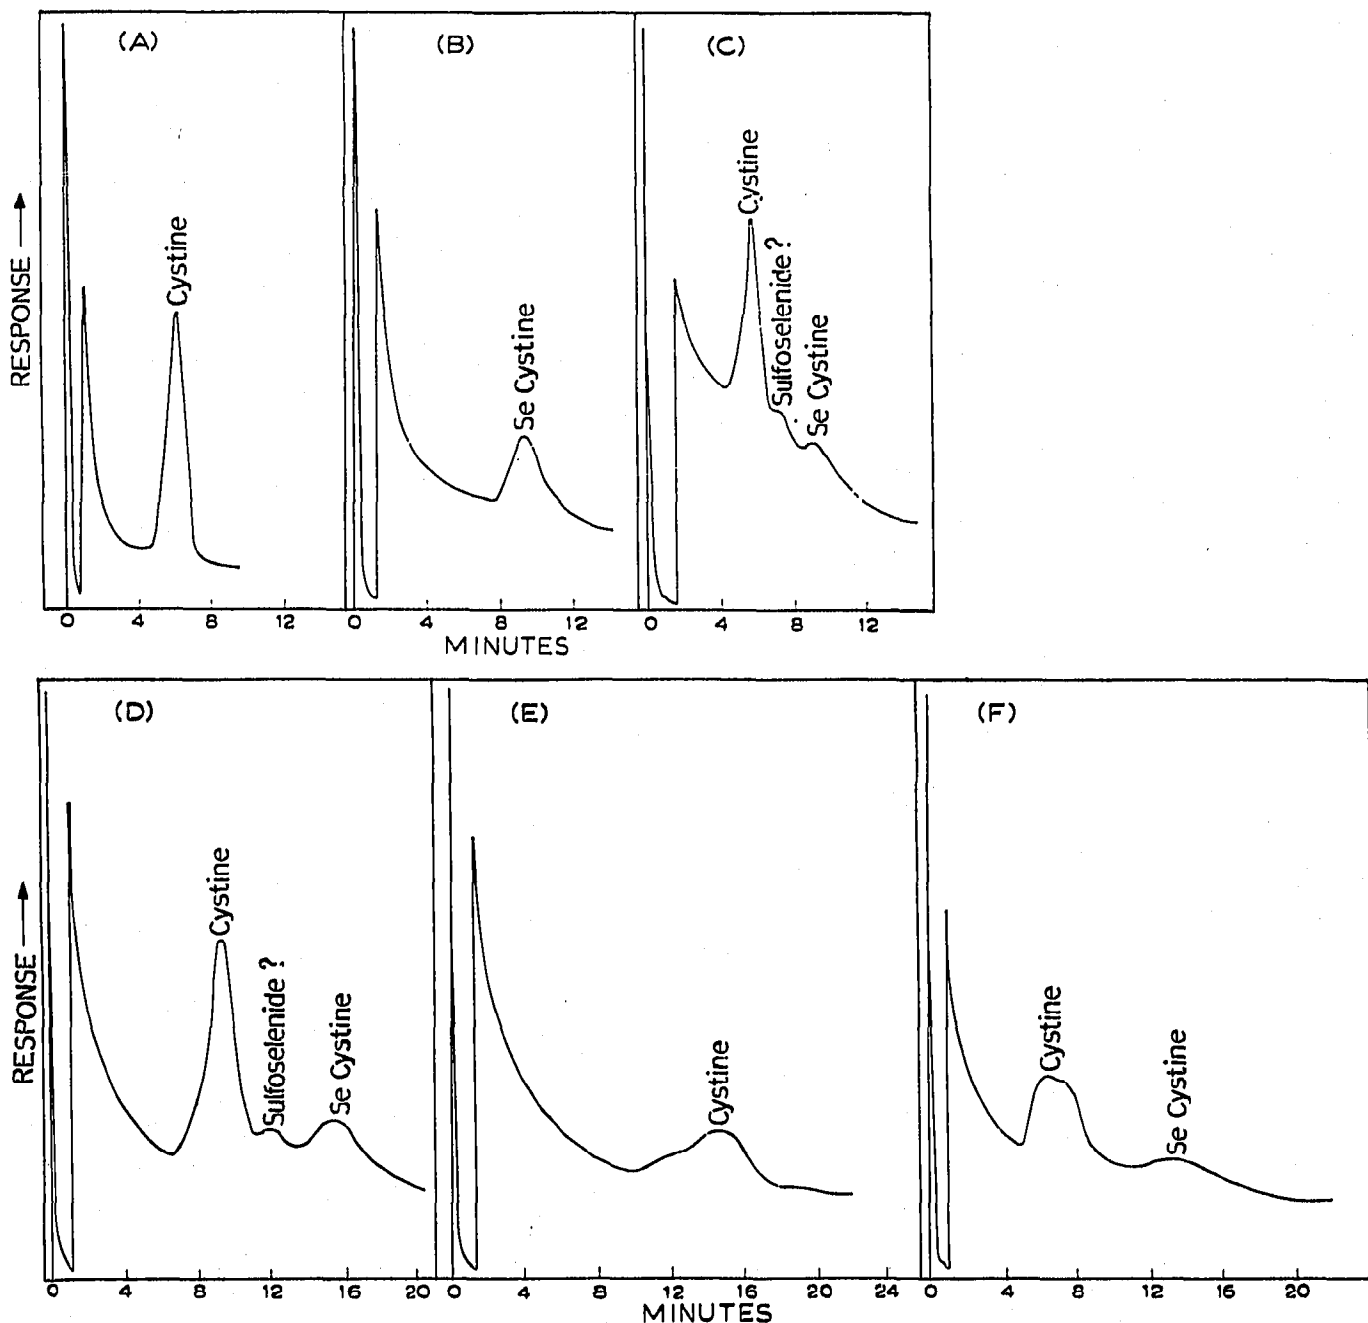 (A)
(B)
(C)
Cystine
Se Cystine
Cystine
Sulfoselenide?
Se Cystine
RESPONSE
0 4 8 12
0 4 8 12
0 4 8 12
MINUTES
(D)
(E)
(F)
Cystine
Sulfoselenide?
Se Cystine
Cystine
Cystine
Se Cystine
RESPONSE
0 4 8 12 16 20
0 4 8 12 16 20 24
0 4 8 12 16 20
MINUTES